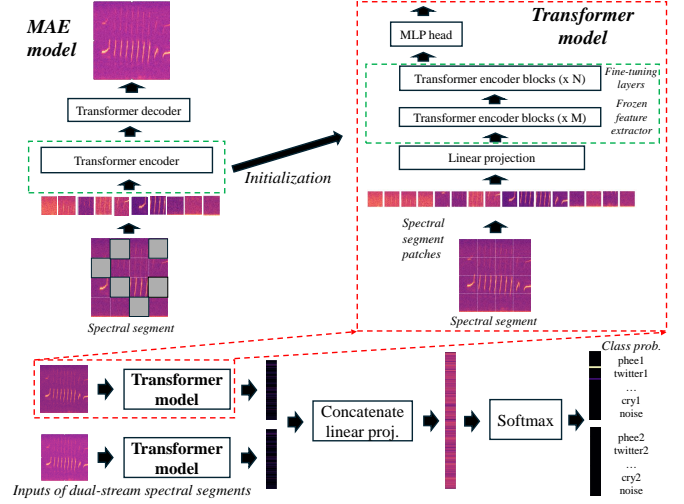 MAE
model
Transformer decoder
Transformer encoder
Spectral segment
Initialization
Transformer
model
MLP head
Transformer encoder blocks (x N)
Fine-tuning
layers
Transformer encoder blocks (x M)
Frozen
feature
extractor
Linear projection
Spectral
segment
patches
Spectral segment
Transformer
model
Transformer
model
Inputs of dual-stream spectral segments
Concatenate
linear proj.
Softmax
Class prob.
phee1
twitter1
...
cry1
noise
phee2
twitter2
...
cry2
noise